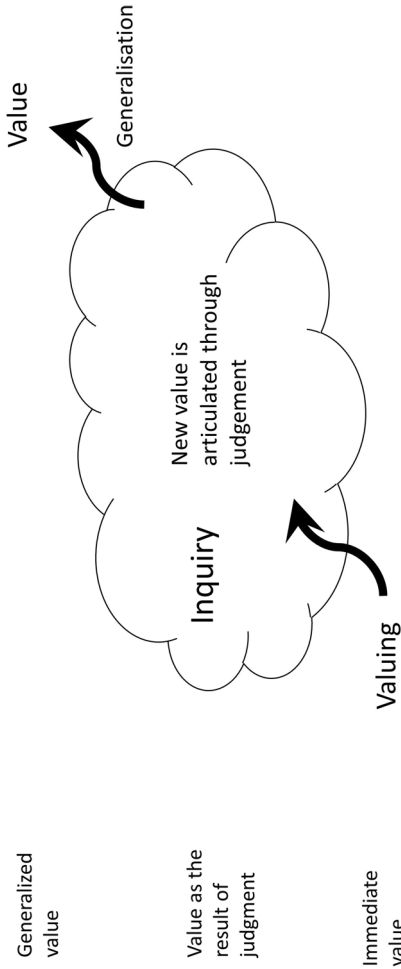 Generalized
value
Value as the
result of
judgment
Immediate
value
Value
Generalisation
Inquiry
New value is
articulated through
judgement
Valuing